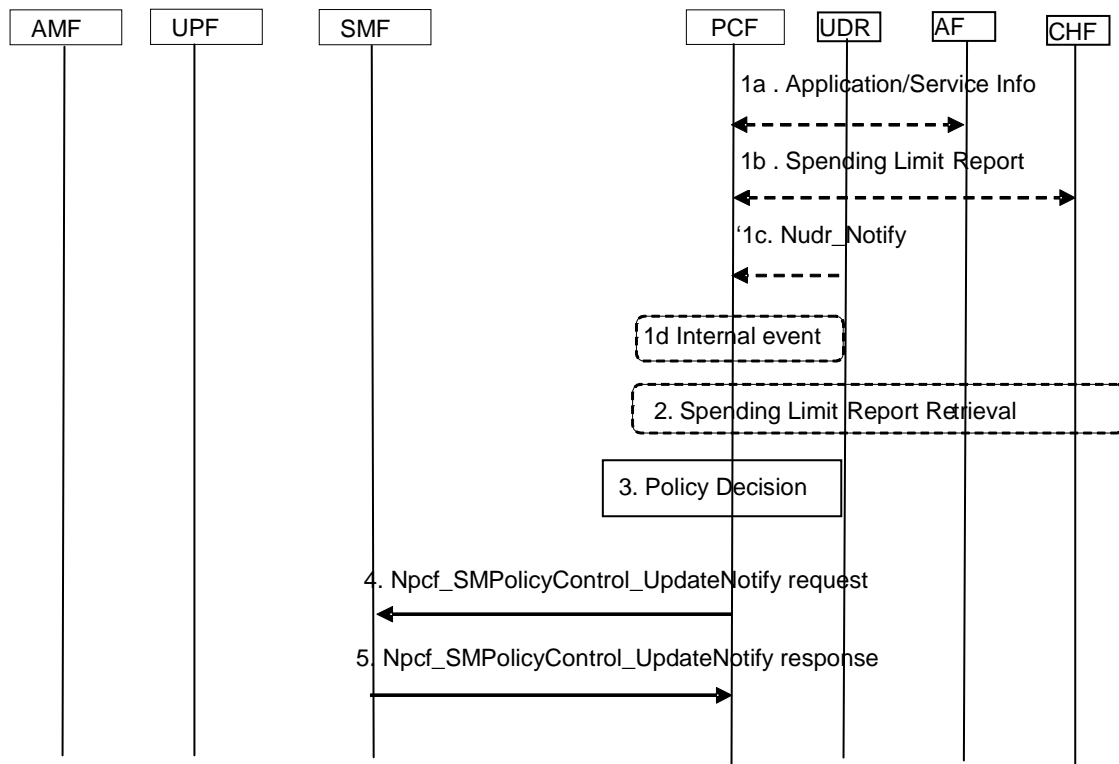 AMF
UPF
SMF
PCF
UDR
AF
CHF
1a . Application/Service Info
1b . Spending Limit Report
‘1c. Nudr_Notify
1d Internal event
2. Spending Limit Report Retrieval
3. Policy Decision
4. Npcf_SMPolicyControl_UpdateNotify request
5. Npcf_SMPolicyControl_UpdateNotify response